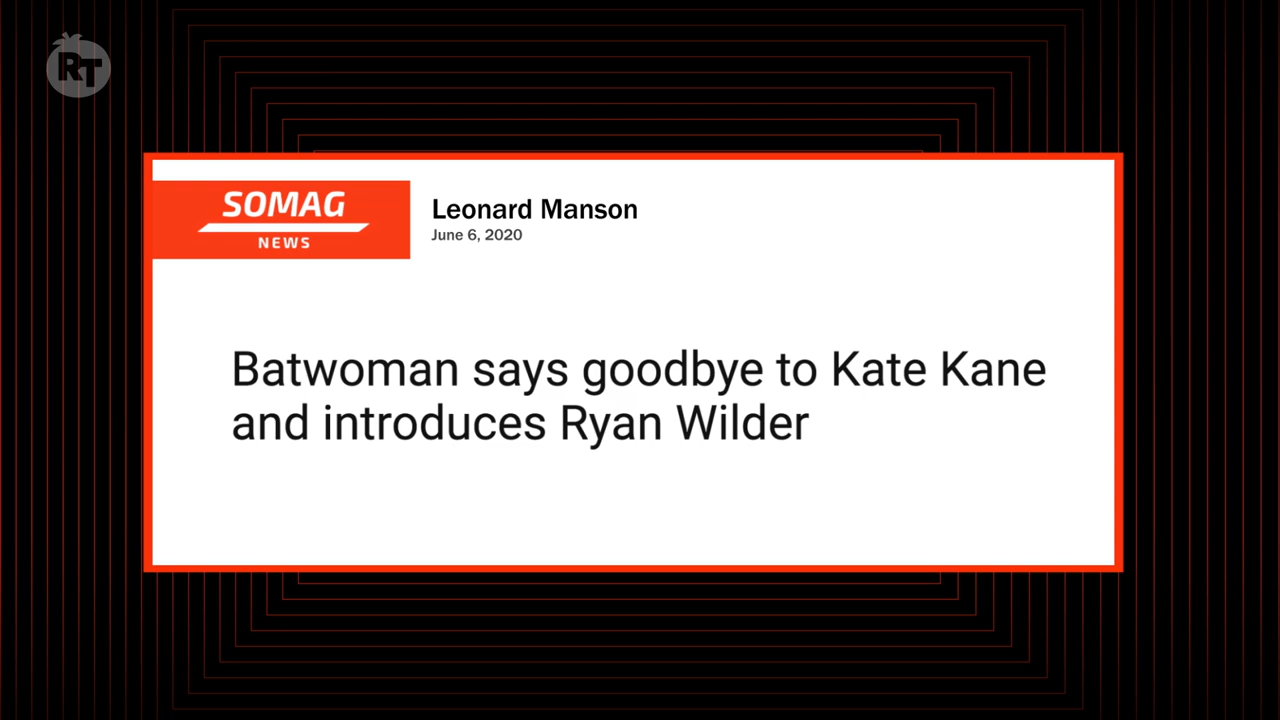 RT
SOMAG
NEWS
Leonard Manson
June 6, 2020
Batwoman says goodbye to Kate Kane
and introduces Ryan Wilder